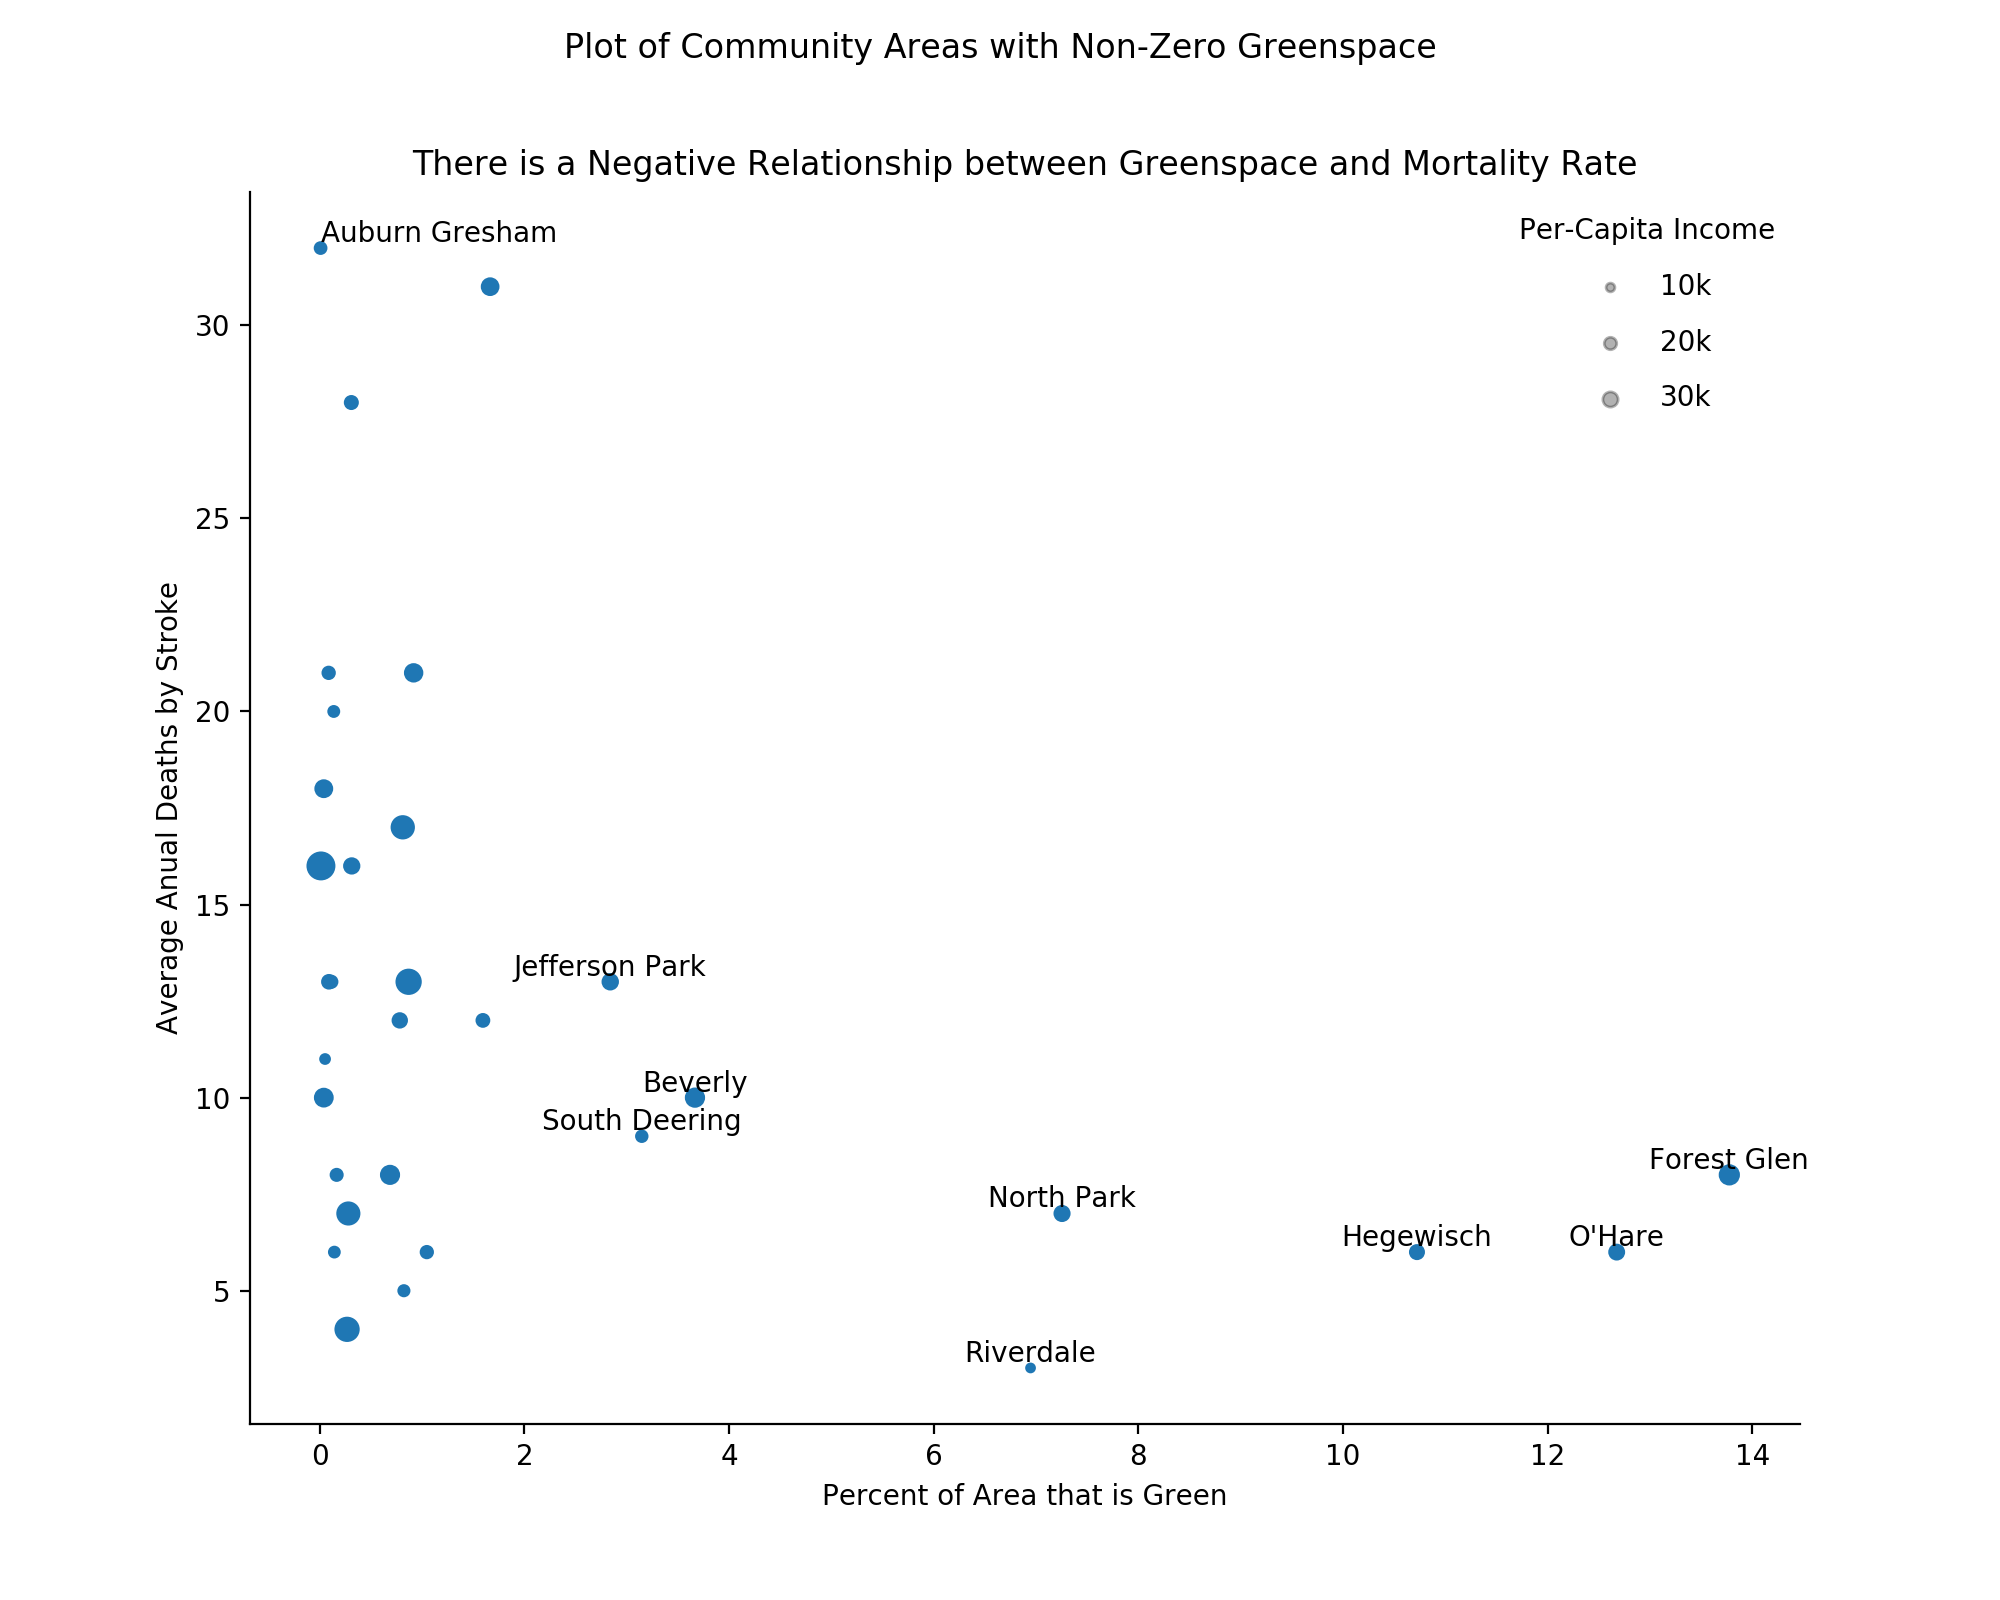 Plot of Community Areas with Non-Zero Greenspace
There is a Negative Relationship between Greenspace and Mortality Rate
Auburn Gresham
Per-Capita Income
10k
20k
30k
30
25
20
15
10
5
Average Anual Deaths by Stroke
Jefferson Park
Beverly
South Deering
Forest Glen
North Park
Hegewisch
O'Hare
Riverdale
0 2 4 6 8 10 12 14
Percent of Area that is Green